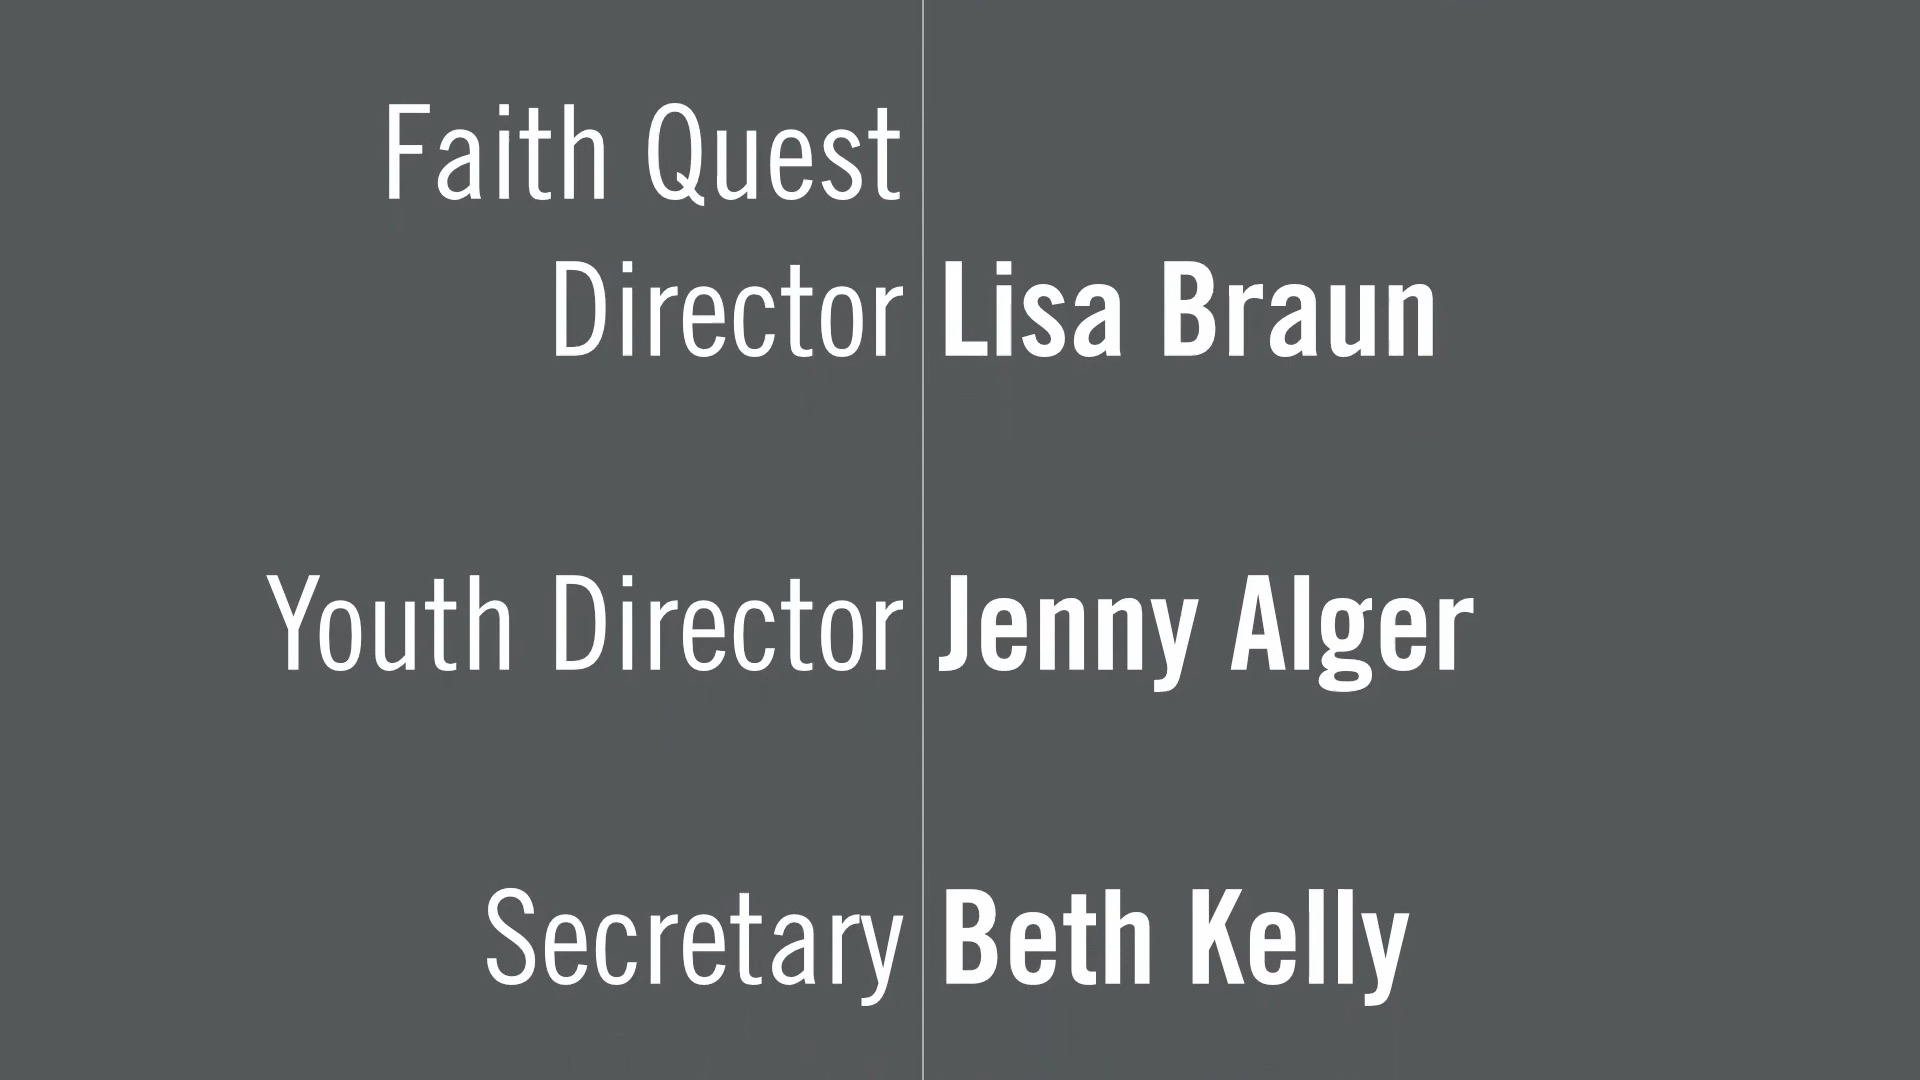 Faith Quest
Director Lisa Braun
Youth Director Jenny Alger
Secretary Beth Kelly